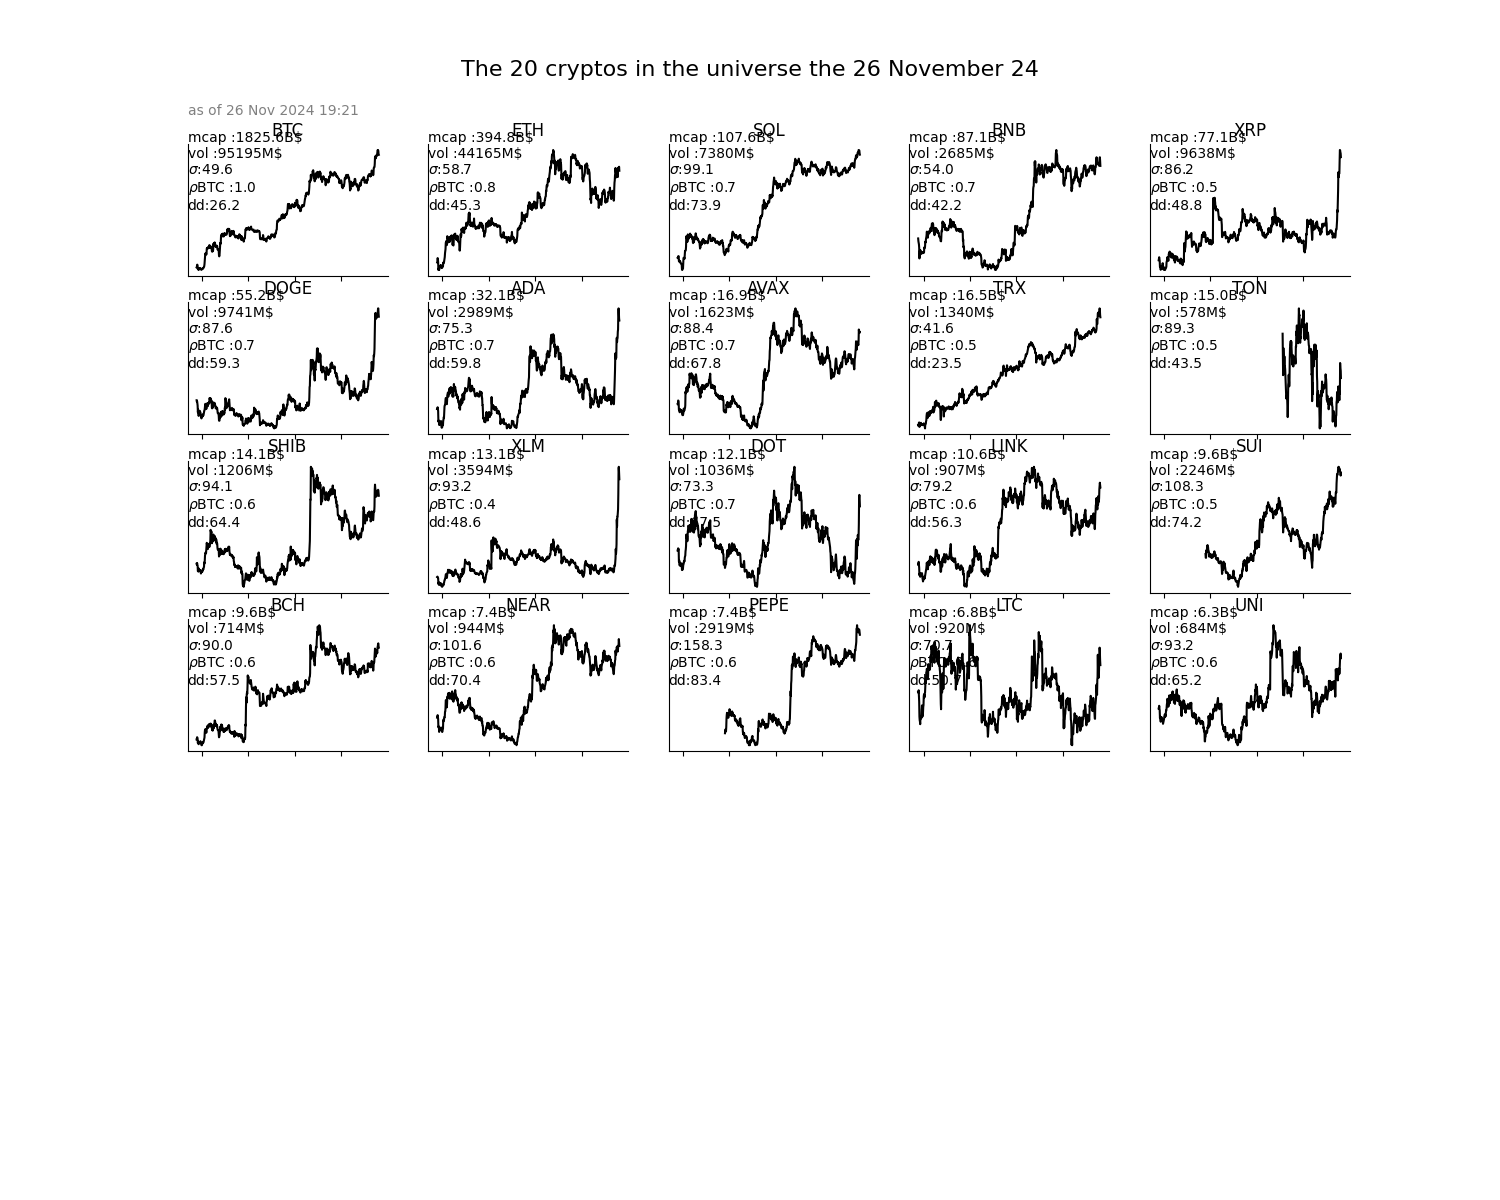 The 20 cryptos in the universe the 26 November 24
as of 26 Nov 2024 19:21
BTC
mcap :1825.6B$
vol :95195M$
σ:49.6
ρBTC :1.0
dd:26.2
ETH
mcap :394.8B$
vol :44165M$
σ:58.7
ρBTC :0.8
dd:45.3
SOL
mcap :107.6B$
vol :7380M$
σ:99.1
ρBTC :0.7
dd:73.9
BNB
mcap :87.1B$
vol :2685M$
σ:54.0
ρBTC :0.7
dd:42.2
XRP
mcap :77.1B$
vol :9638M$
σ:86.2
ρBTC :0.5
dd:48.8
DOGE
mcap :55.2B$
vol :9741M$
σ:87.6
ρBTC :0.7
dd:59.3
ADA
mcap :32.1B$
vol :2989M$
σ:75.3
ρBTC :0.7
dd:59.8
AVAX
mcap :16.9B$
vol :1623M$
σ:88.4
ρBTC :0.7
dd:67.8
TRX
mcap :16.5B$
vol :1340M$
σ:41.6
ρBTC :0.5
dd:23.5
TON
mcap :15.0B$
vol :578M$
σ:89.3
ρBTC :0.5
dd:43.5
SHIB
mcap :14.1B$
vol :1206M$
σ:94.1
ρBTC :0.6
dd:64.4
XLM
mcap :13.1B$
vol :3594M$
σ:93.2
ρBTC :0.4
dd:48.6
DOT
mcap :12.1B$
vol :1036M$
σ:73.3
ρBTC :0.7
LINK
mcap :10.6B$
vol :907M$
σ:79.2
ρBTC :0.6
dd:56.3
SUI
mcap :9.6B$
vol :2246M$
σ:108.3
ρBTC :0.5
dd:74.2
BCH
mcap :9.6B$
vol :714M$
σ:90.0
ρBTC :0.6
dd:57.5
NEAR
mcap :7.4B$
vol :944M$
σ:101.6
ρBTC :0.6
dd:70.4
PEPE
mcap :7.4B$
vol :2919M$
σ:158.3
ρBTC :0.6
dd:83.4
LTC
mcap :6.8B$
vol :920M$
UNI
mcap :6.3B$
vol :684M$
σ:93.2
ρBTC :0.6
dd:65.2